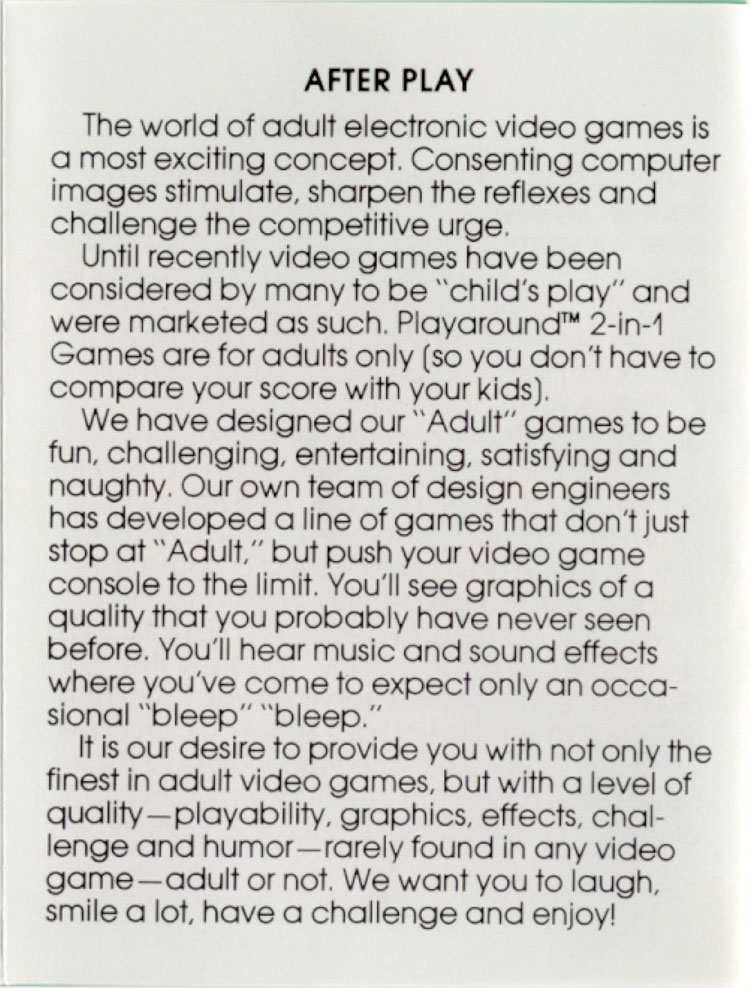 AFTER PLAY
The world of adult electronic video games is
a most exciting concept. Consenting computer
images stimulate, sharpen the reflexes and
challenge the competitive urge.
Until recently video games have been
considered by many to be "child's play" and
were marketed as such. Playaround™ 2-in-1
Games are for adults only (so you don't have to
compare your score with your kids).
We have designed our "Adult" games to be
fun, challenging, entertaining, satisfying and
naughty. Our own team of design engineers
has developed a line of games that don't just
stop at "Adult," but push your video game
console to the limit. You'll see graphics of a
quality that you probably have never seen
before. You'll hear music and sound effects
where you've come to expect only an occa-
sional "bleep" "bleep."
It is our desire to provide you with not only the
finest in adult video games, but with a level of
quality—playability, graphics, effects, chal-
lenge and humor—rarely found in any video
game—adult or not. We want you to laugh,
smile a lot, have a challenge and enjoy!